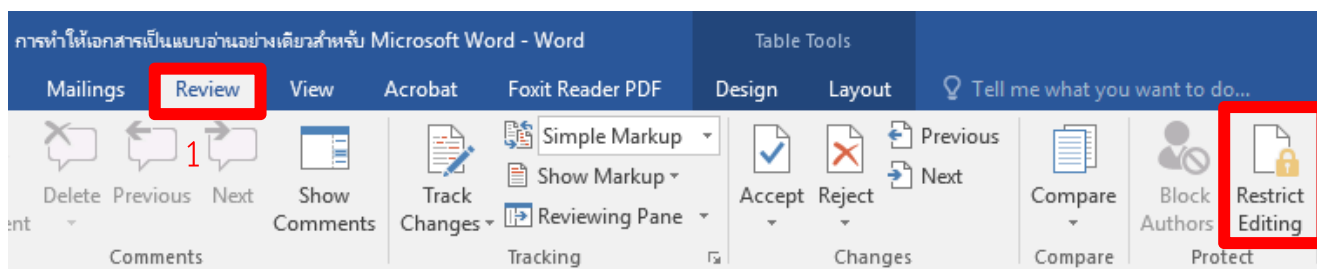 การทำให้เอกสารเป็นแบบอ่านอย่างเดียวสำหรับ Microsoft Word - Word Table Tools
Mailings Review View Acrobat Foxit Reader PDF Design Layout Tell me what you want to do...
1
Simple Markup Previous
Show Markup Next
Delete Previous Next Show Track Accept Reject Compare Block Restrict
ent Comments Changes Reviewing Pane Authors Editing
Comments Tracking Changes Compare Protect